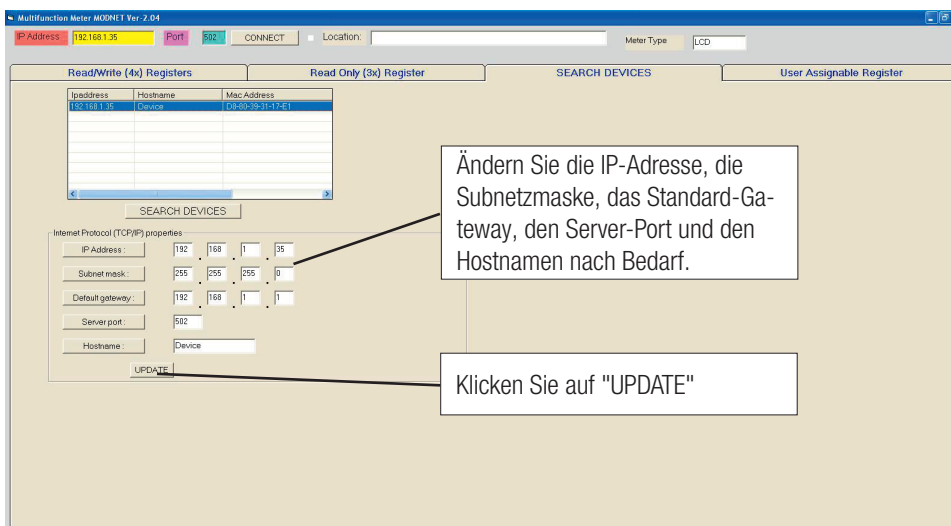 Multifunction Meter MODNET Ver-2.04
IP Address 192.168.1.35 Port 502 CONNECT Location: Meter Type LCD
Read/Write (4x) Registers Read Only (3x) Register SEARCH DEVICES User Assignable Register
Ipaddress Hostname Mac Address
192.168.1.35 Device D8-80-39-31-17-E1
SEARCH DEVICES
Internet Protocol (TCP/IP) properties
IP Address : 192 . 168 . 1 . 35
Subnet mask : 255 . 255 . 255 . 0
Default gateway : 192 . 168 . 1 . 1
Server port : 502
Hostname : Device
UPDATE
Ändern Sie die IP-Adresse, die
Subnetzmaske, das Standard-Ga-
teway, den Server-Port und den
Hostnamen nach Bedarf.
Klicken Sie auf "UPDATE"